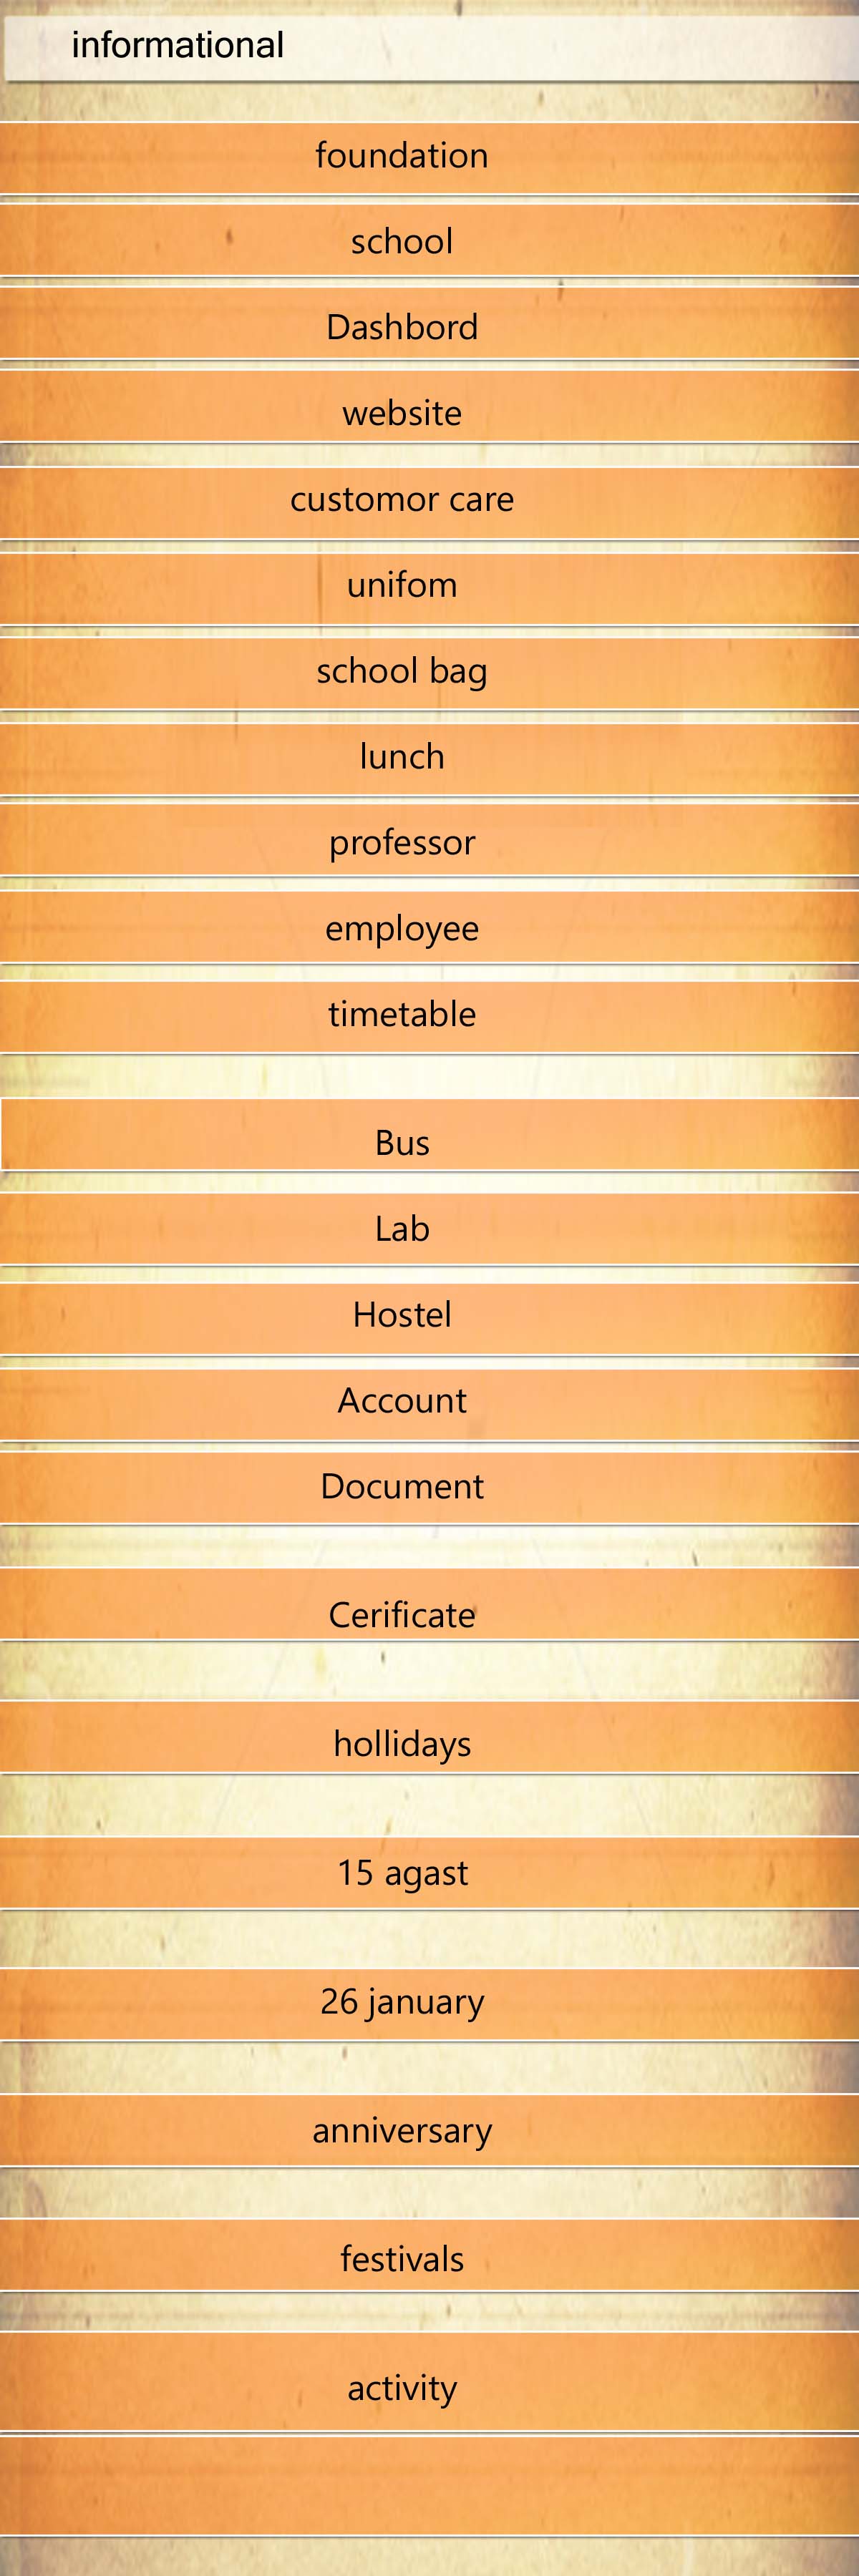 informational
foundation
school
Dashbord
website
customor care
unifom
school bag
lunch
professor
employee
timetable
Bus
Lab
Hostel
Account
Document
Cerificate
hollidays
15 agast
26 january
anniversary
festivals
activity